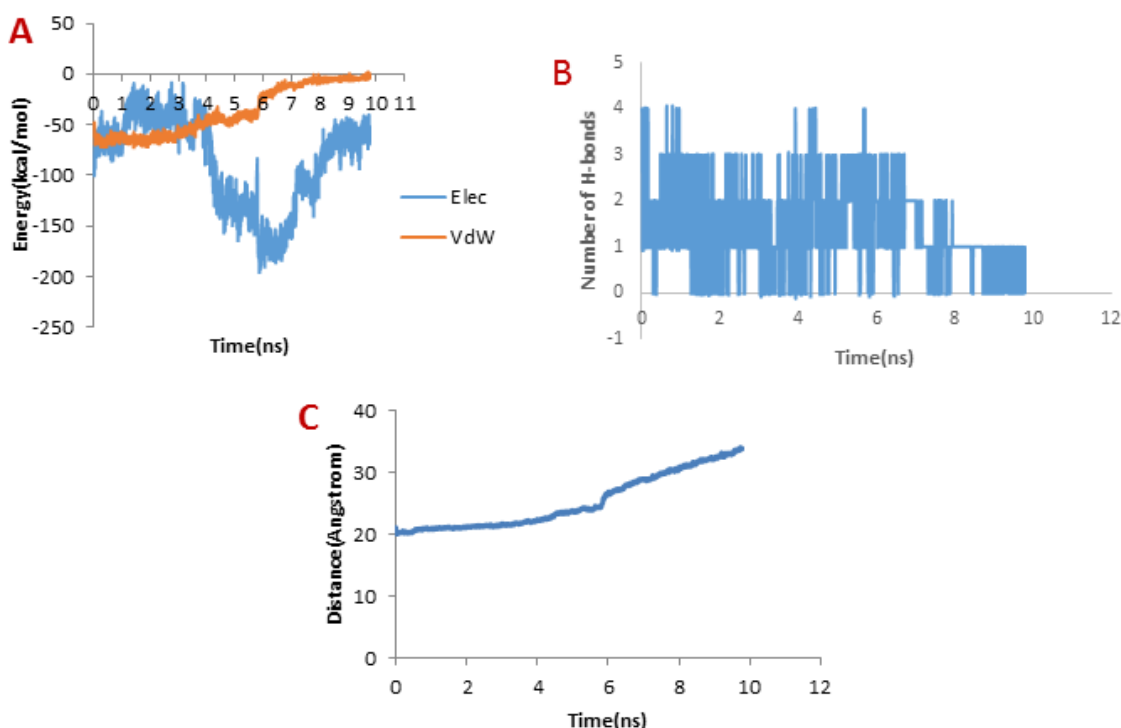 A
50
0
-50
-100
-150
-200
-250
0 1 2 3 4 5 6 7 8 9 10 11
Energy(kcal/mol)
Time(ns)
Elec
VdW
B
5
4
3
2
1
0
-1
0 2 4 6 8 10 12
Number of H-bonds
Time(ns)
C
40
30
20
10
0
0 2 4 6 8 10 12
Distance(Angstrom)
Time(ns)